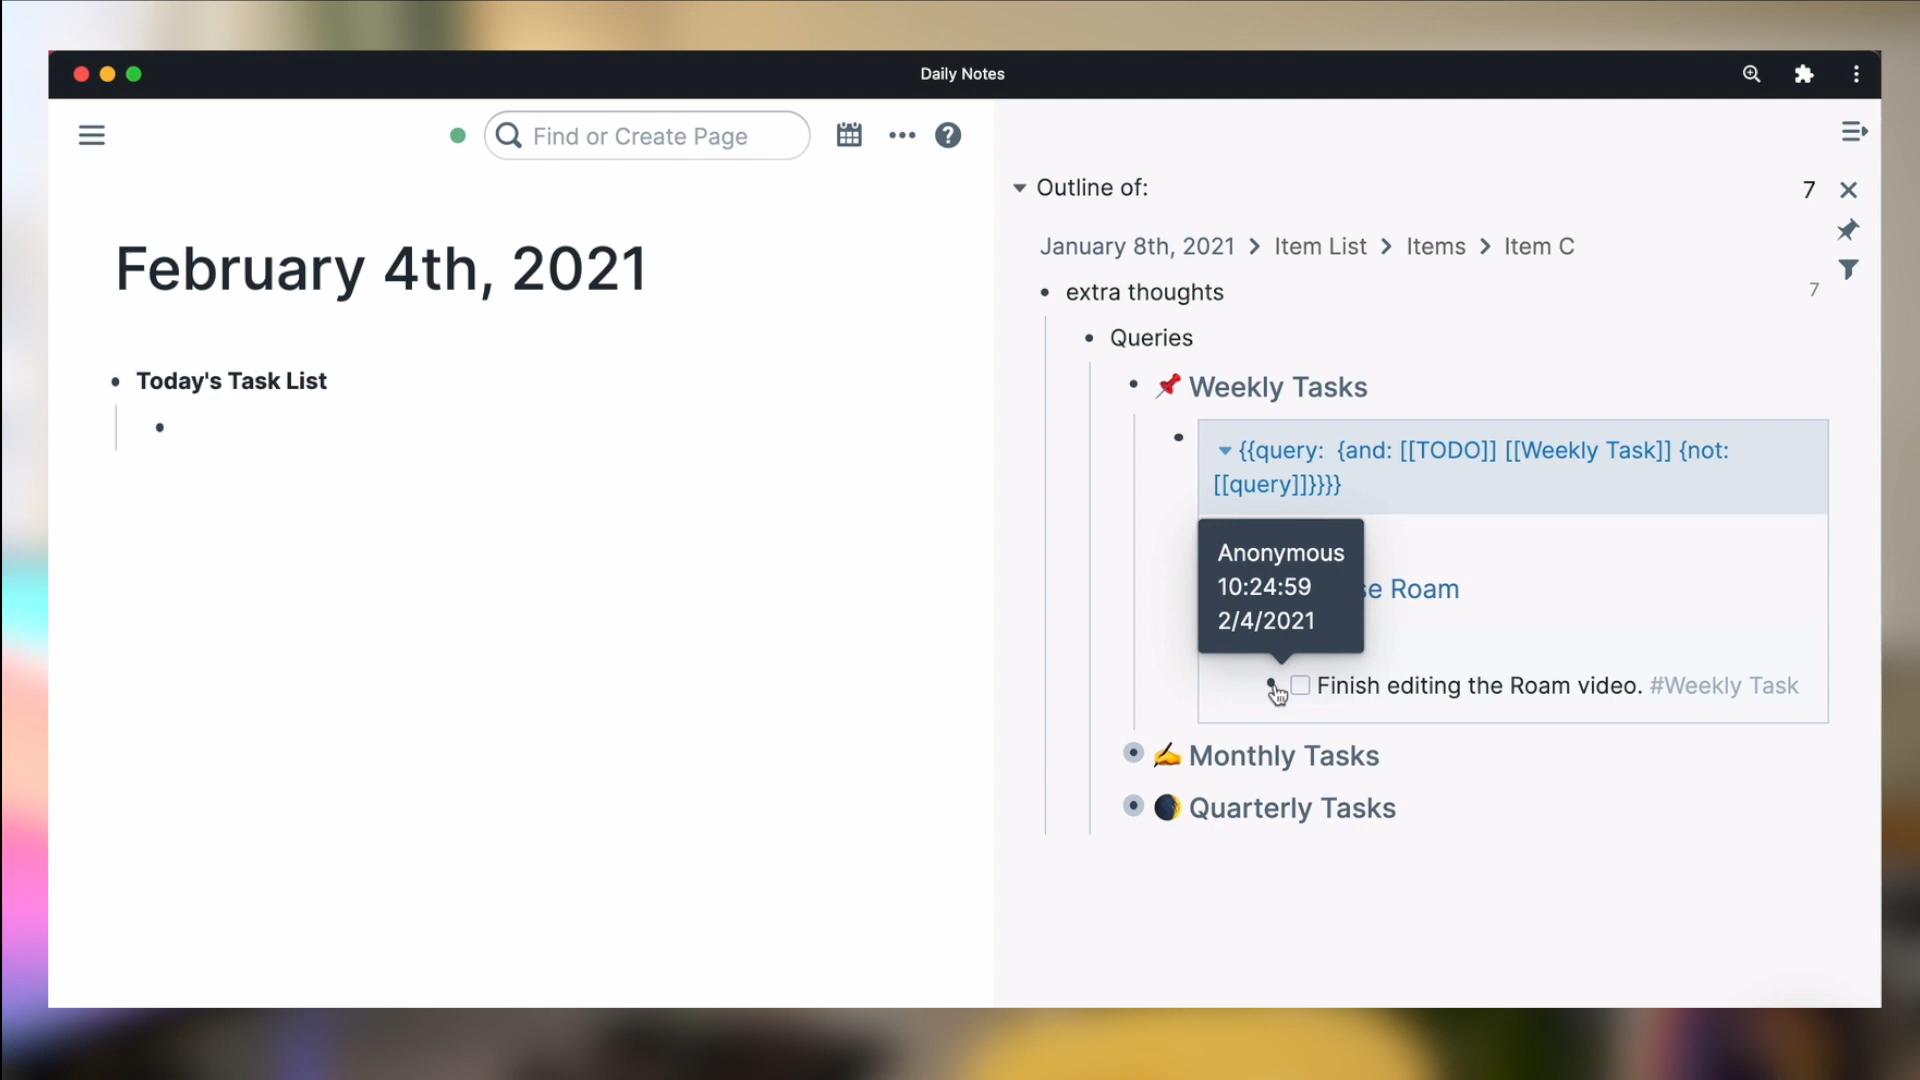 Daily Notes
Find or Create Page
February 4th, 2021
Today's Task List
Outline of:
7
January 8th, 2021 > Item List > Items > Item C
extra thoughts
7
Queries
📌 Weekly Tasks
{{query: {and: [[TODO]] [[Weekly Task]] {not:
[[query]]}}}}
Anonymous
10:24:59
2/4/2021
Roam
Finish editing the Roam video. #Weekly Task
✍️ Monthly Tasks
🌒 Quarterly Tasks